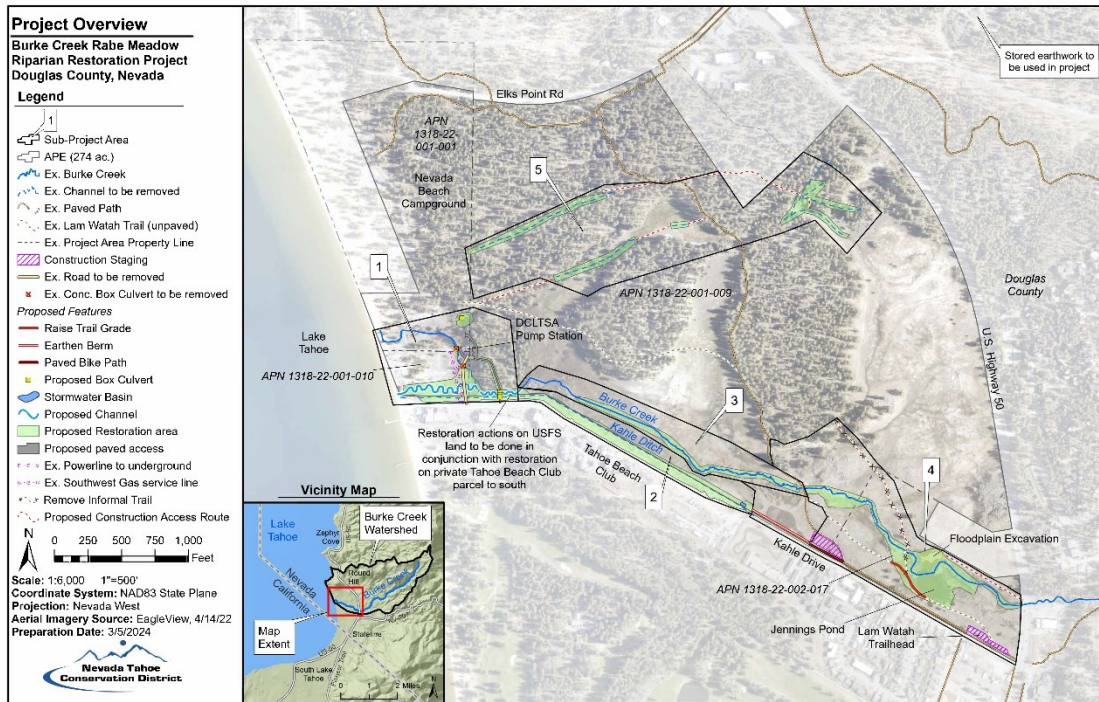 Project Overview
Burke Creek Rabe Meadow
Riparian Restoration Project
Douglas County, Nevada
Legend
1
Sub-Project Area
APE (274 ac.)
Ex. Burke Creek
Ex. Channel to be removed
Ex. Paved Path
Ex. Lam Watah Trail (unpaved)
Ex. Project Area Property Line
Construction Staging
Ex. Road to be removed
Ex. Conc. Box Culvert to be removed
Proposed Features
Raise Trail Grade
Earthen Berm
Paved Bike Path
Proposed Box Culvert
Stormwater Basin
Proposed Channel
Proposed Restoration area
Proposed paved access
Ex. Powerline to underground
Ex. Southwest Gas service line
Remove Informal Trail
Proposed Construction Access Route
N
0 250 500 750 1,000
Feet
Scale: 1:6,000 1"=500'
Coordinate System: NAD83 State Plane
Projection: Nevada West
Aerial Imagery Source: EagleView, 4/14/22
Preparation Date: 3/5/2024
Nevada Tahoe
Conservation District
Stored earthwork to
be used in project
Elks Point Rd
APN
1318-22
001-001
Nevada
Beach
Campground
5
1
APN 1318-22-001-009
Douglas
County
U.S. Highway 50
DCLTSA
Pump Station
Lake
Tahoe
APN 1318-22-001-010
Burke Creek
Kahle Ditch
3
Restoration actions on USFS
land to be done in
conjunction with restoration
on private Tahoe Beach Club
parcel to south
Tahoe Beach
Club
2
4
Floodplain Excavation
Kahle Drive
APN 1318-22-002-017
Jennings Pond
Lam Watah
Trailhead
Vicinity Map
Lake
Tahoe
Zephyr
Cove
US-50
Burke Creek
Watershed
Round
Hill
Burke Creek
Nevada
California
Map
Extent
Stateline
US-50
Pioneer Trail
South Lake
Tahoe
0 1 2 Miles
N